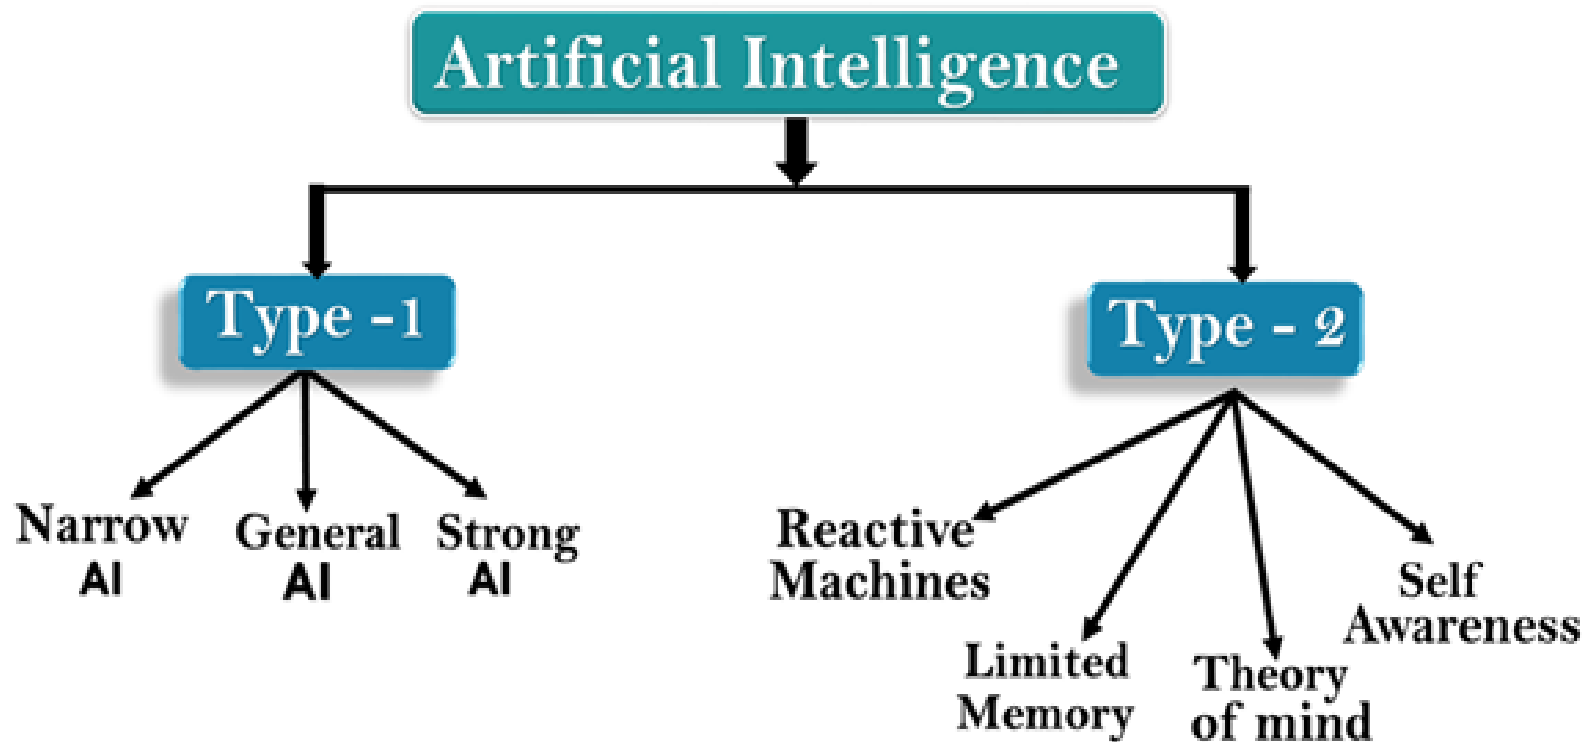 Artificial Intelligence
Type -1
Type - 2
Narrow
AI
General
AI
Strong
AI
Reactive
Machines
Limited
Memory
Theory
of mind
Self
Awareness